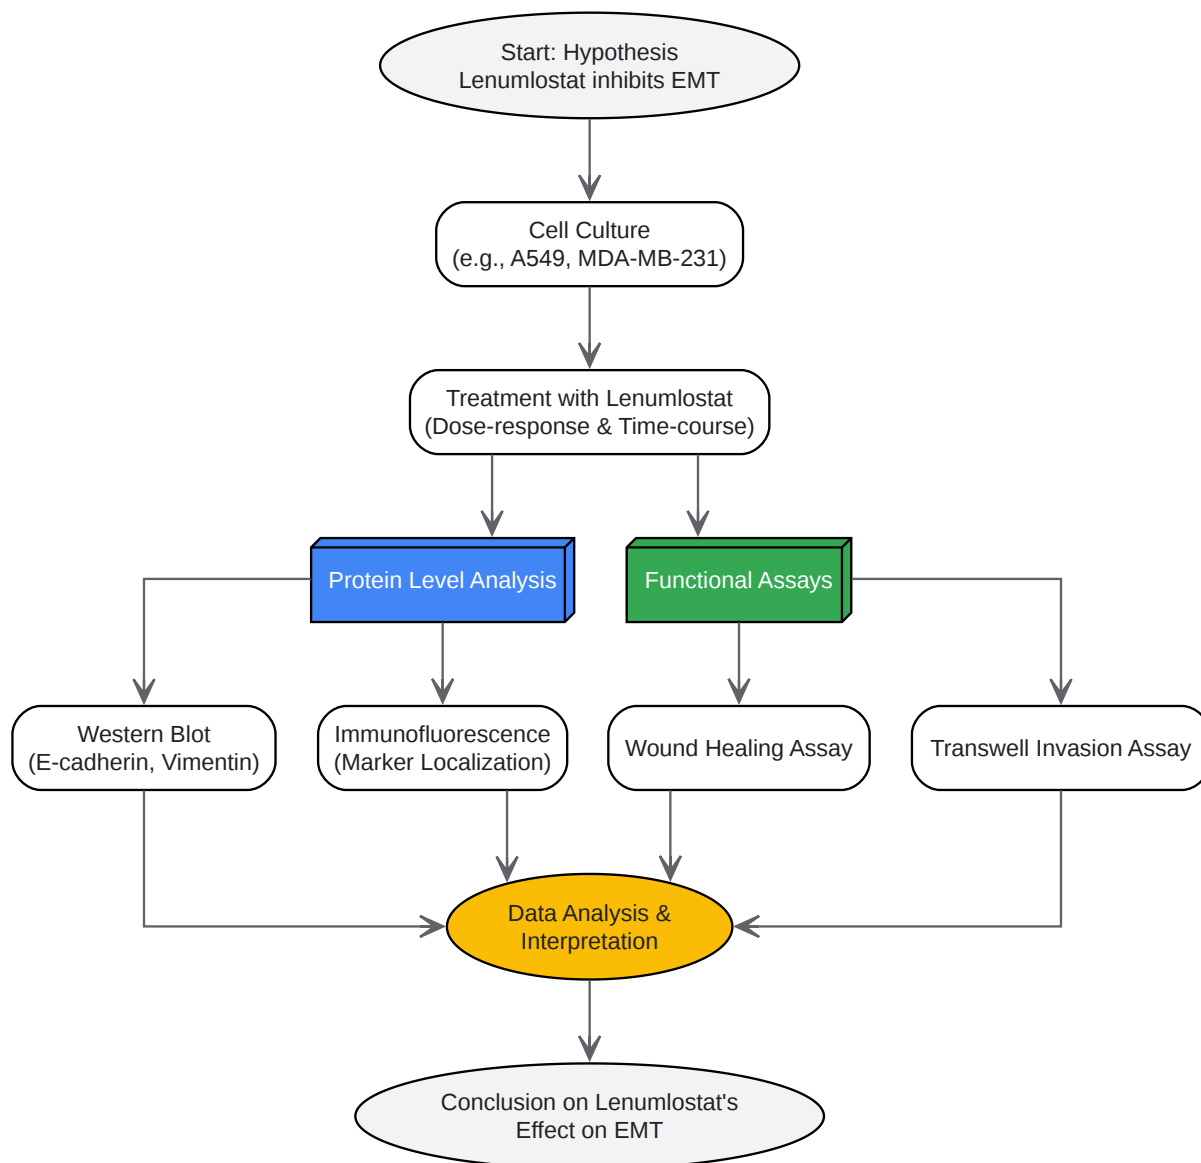 Start: Hypothesis
Lenumlostat inhibits EMT
Cell Culture
(e.g., A549, MDA-MB-231)
Treatment with Lenumlostat
(Dose-response & Time-course)
Protein Level Analysis
Functional Assays
Western Blot
(E-cadherin, Vimentin)
Immunofluorescence
(Marker Localization)
Wound Healing Assay
Transwell Invasion Assay
Data Analysis &
Interpretation
Conclusion on Lenumlostat's
Effect on EMT